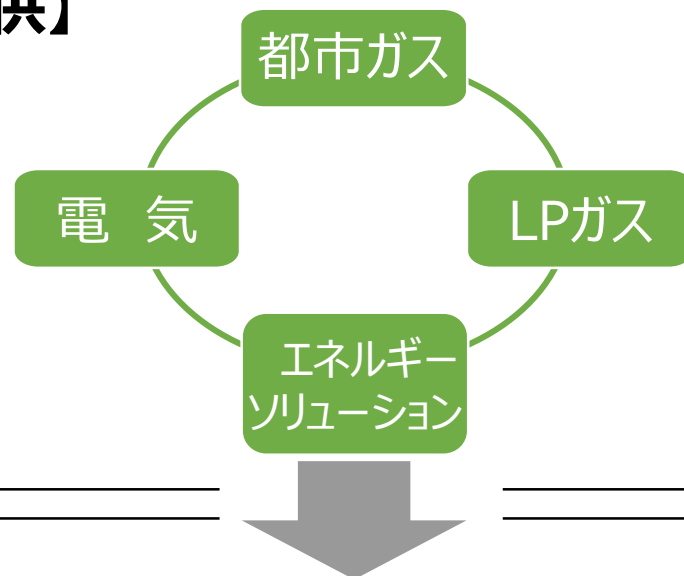 供】
都市ガス
電 気
LPガス
エネルギー
ソリューション